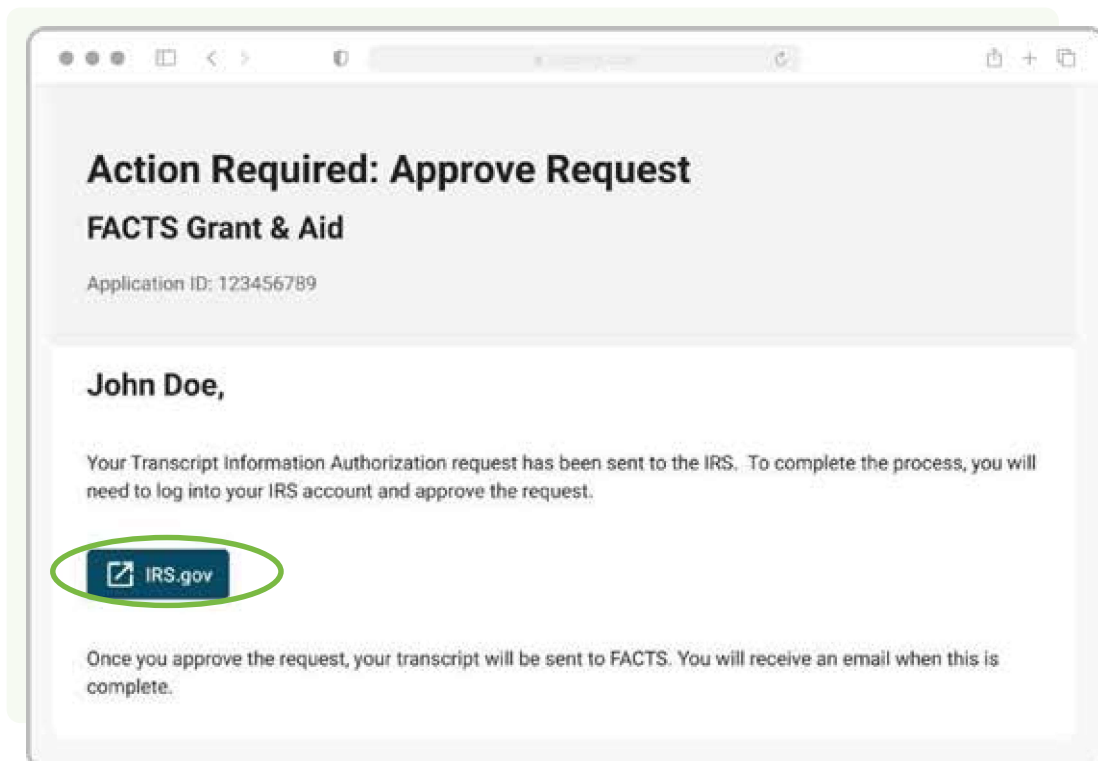 Action Required: Approve Request
FACTS Grant & Aid
Application ID: 123456789
John Doe,
Your Transcript Information Authorization request has been sent to the IRS. To complete the process, you will
need to log into your IRS account and approve the request.
IRS.gov
Once you approve the request, your transcript will be sent to FACTS. You will receive an email when this is
complete.